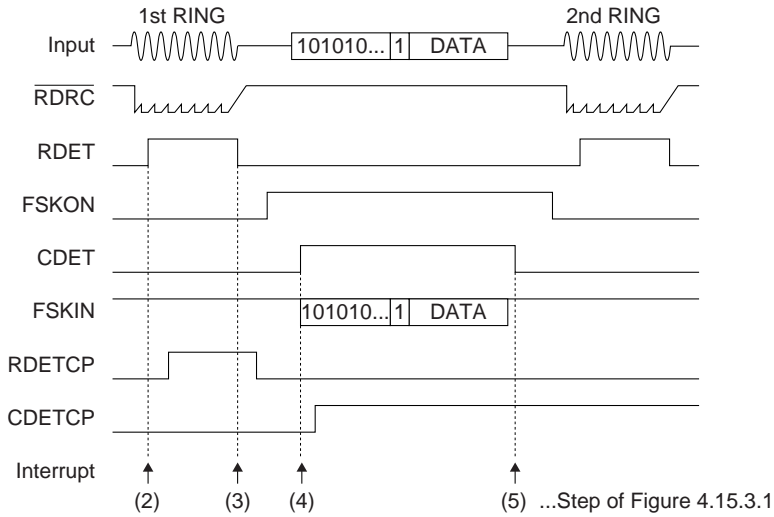 1st RING 2nd RING
Input 101010... 1 DATA
RDRC
RDET
FSKON
CDET
FSKIN 101010... 1 DATA
RDETCP
CDETCP
Interrupt
(2) (3) (4) (5) ...Step of Figure 4.15.3.1